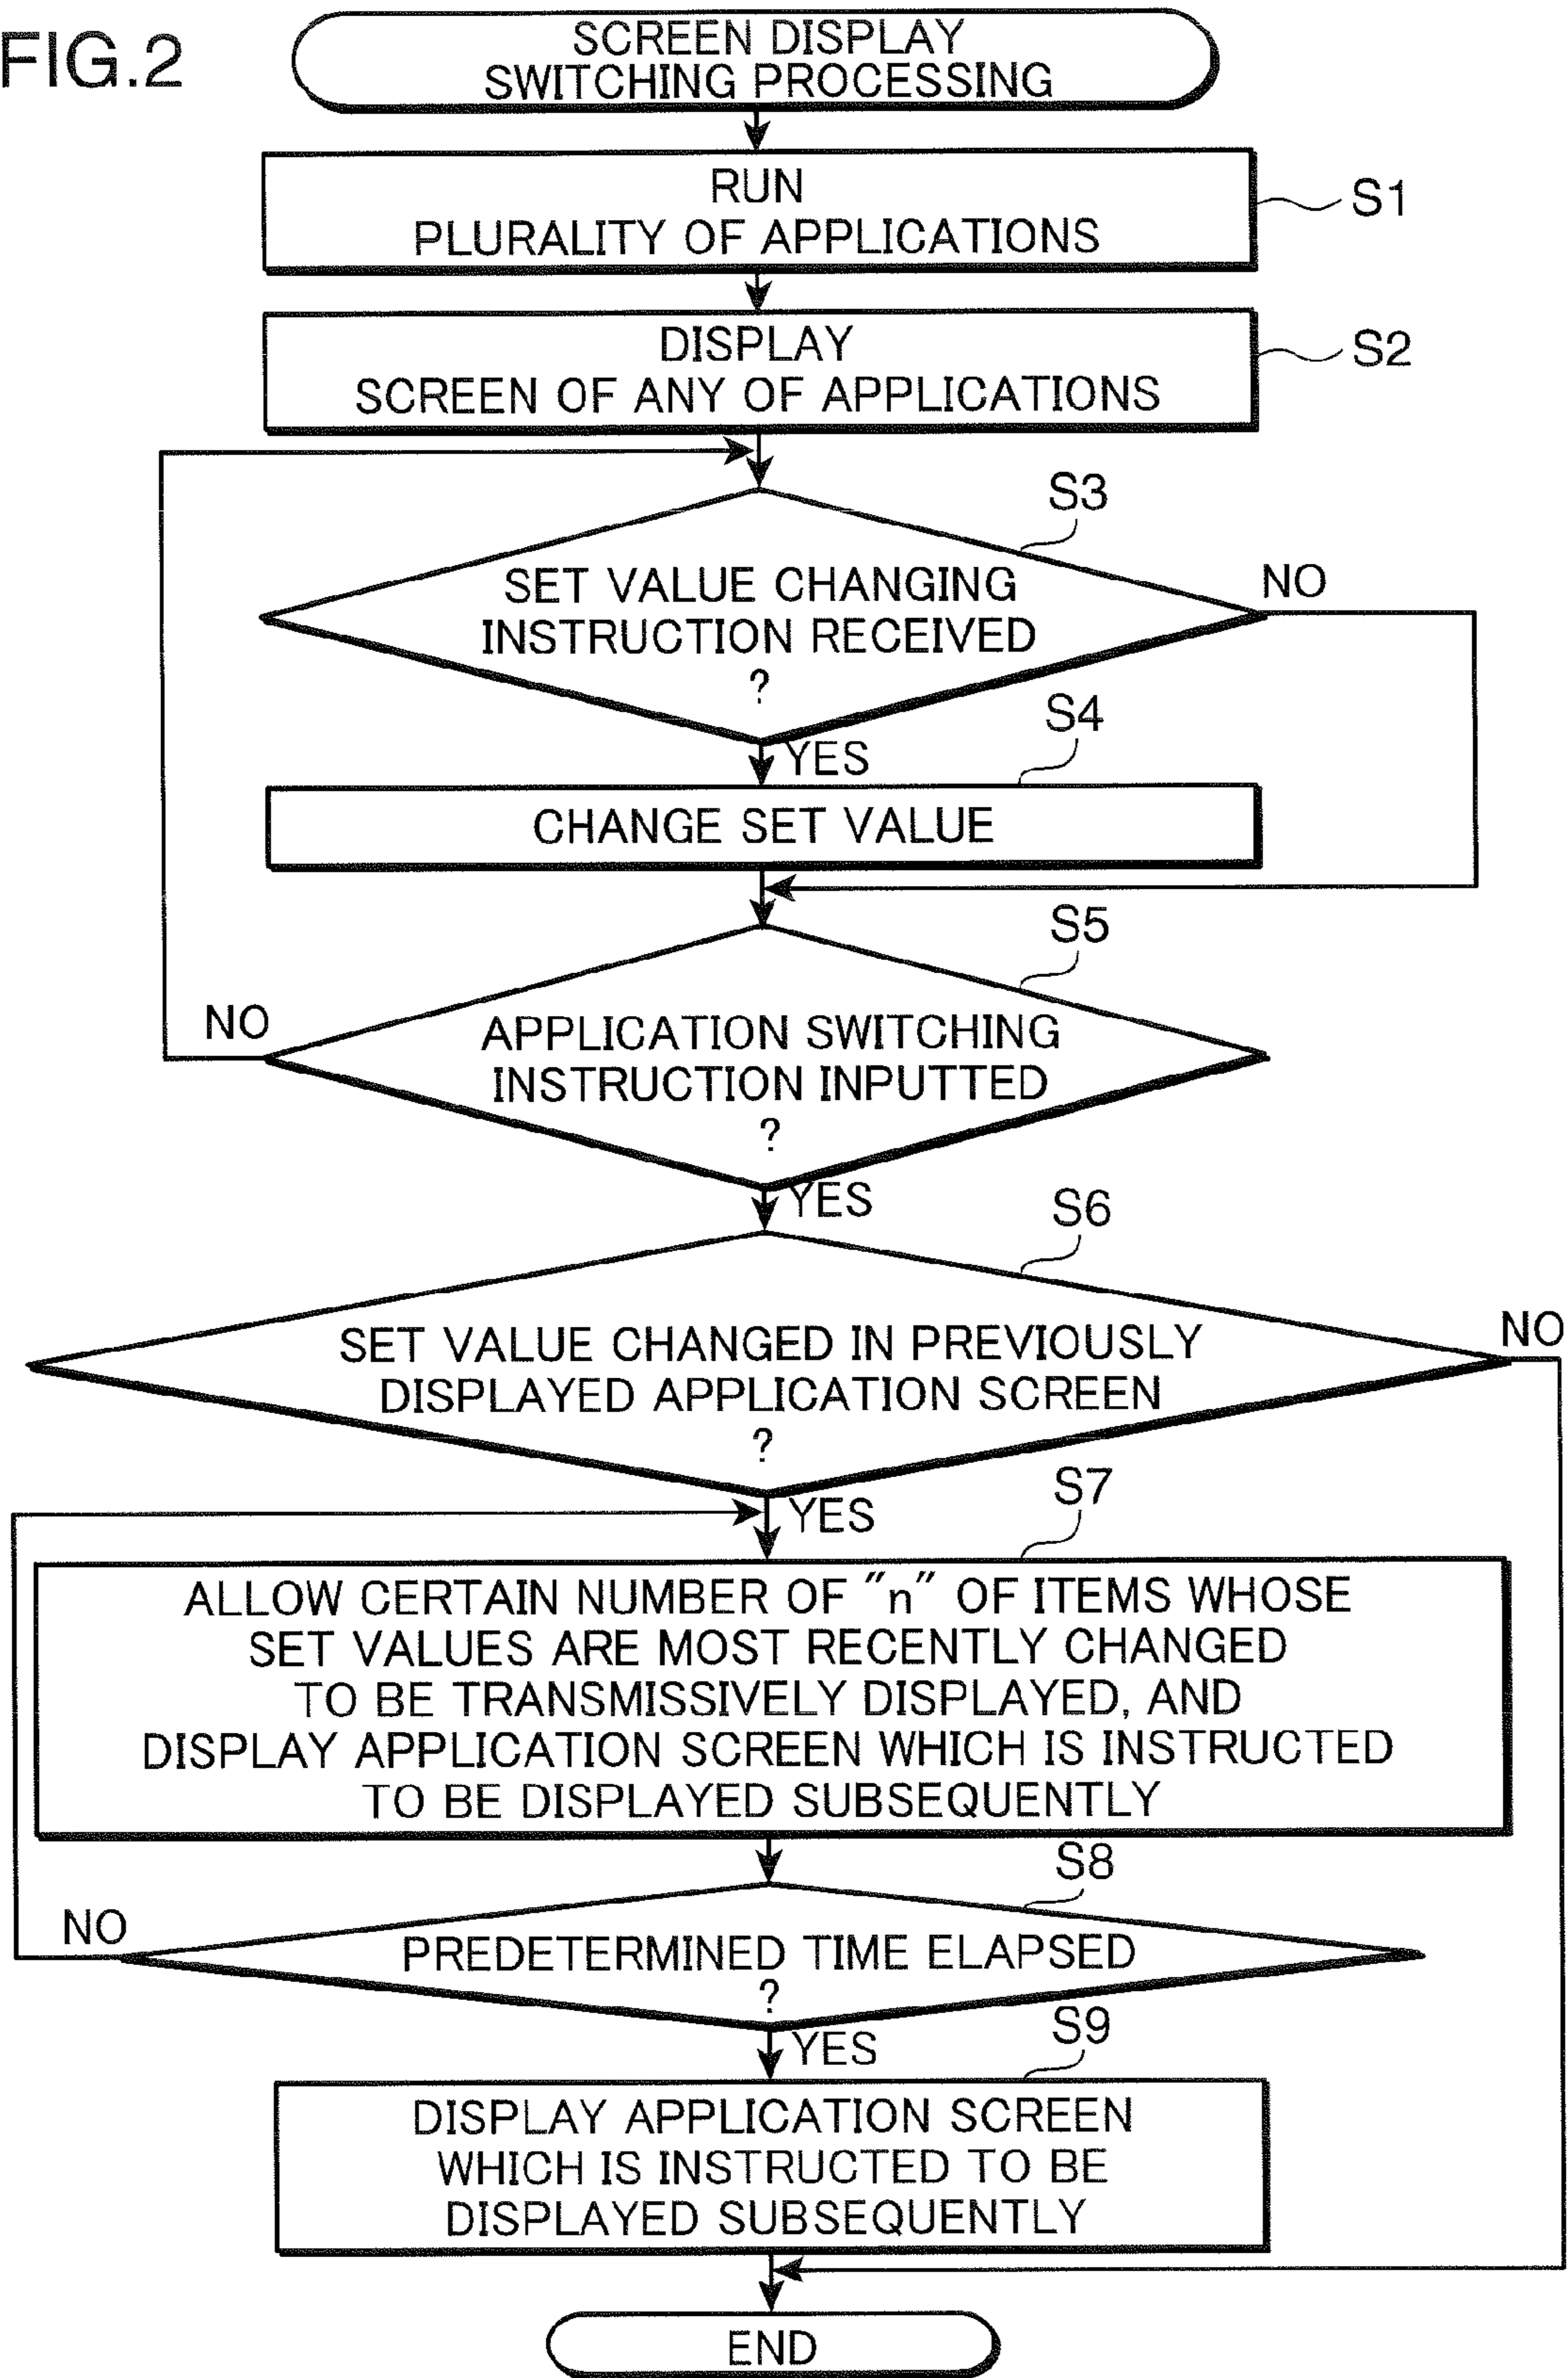 FIG.2
SCREEN DISPLAY
SWITCHING PROCESSING
RUN
PLURALITY OF APPLICATIONS
S1
DISPLAY
SCREEN OF ANY OF APPLICATIONS
S2
S3
SET VALUE CHANGING
INSTRUCTION RECEIVED
?
NO
YES
S4
CHANGE SET VALUE
S5
APPLICATION SWITCHING
INSTRUCTION INPUTTED
?
NO
YES
S6
SET VALUE CHANGED IN PREVIOUSLY
DISPLAYED APPLICATION SCREEN
?
NO
YES
S7
ALLOW CERTAIN NUMBER OF "n" OF ITEMS WHOSE
SET VALUES ARE MOST RECENTLY CHANGED
TO BE TRANSMISSIVELY DISPLAYED, AND
DISPLAY APPLICATION SCREEN WHICH IS INSTRUCTED
TO BE DISPLAYED SUBSEQUENTLY
S8
NO
PREDETERMINED TIME ELAPSED
?
YES
S9
DISPLAY APPLICATION SCREEN
WHICH IS INSTRUCTED TO BE
DISPLAYED SUBSEQUENTLY
END